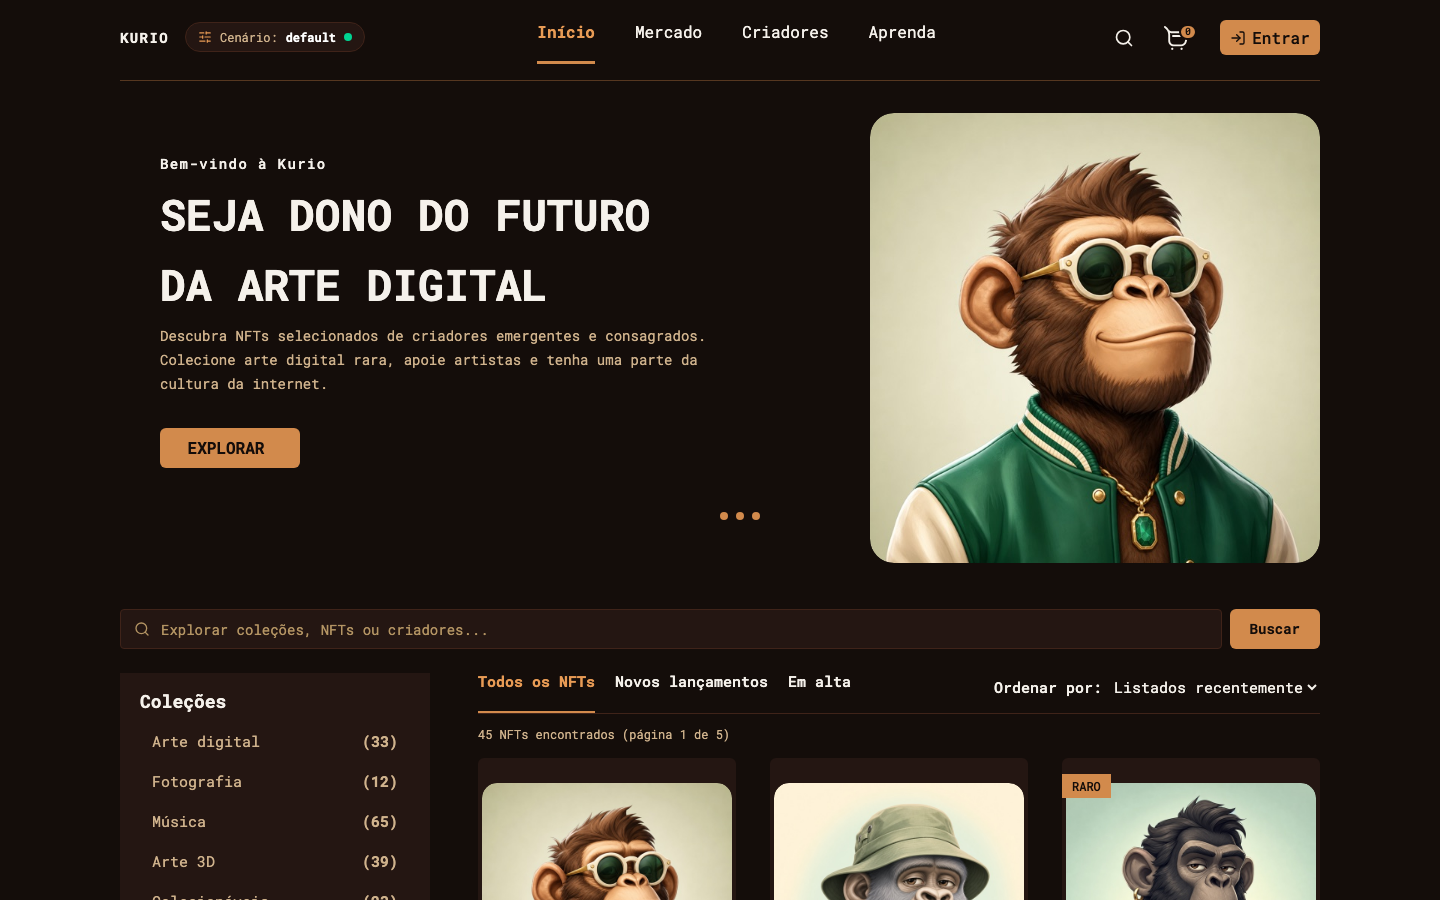 KURIO
Cenário: default
Início
Mercado
Criadores
Aprenda
0
Entrar
Bem-vindo à Kurio
SEJA DONO DO FUTURO
DA ARTE DIGITAL
Descubra NFTs selecionados de criadores emergentes e consagrados.
Colecione arte digital rara, apoie artistas e tenha uma parte da
cultura da internet.
EXPLORAR
Explorar coleções, NFTs ou criadores...
Buscar
Coleções
Arte digital (33)
Fotografia (12)
Música (65)
Arte 3D (39)
Todos os NFTs
Novos lançamentos
Em alta
Ordenar por: Listados recentemente
45 NFTs encontrados (página 1 de 5)
RARO